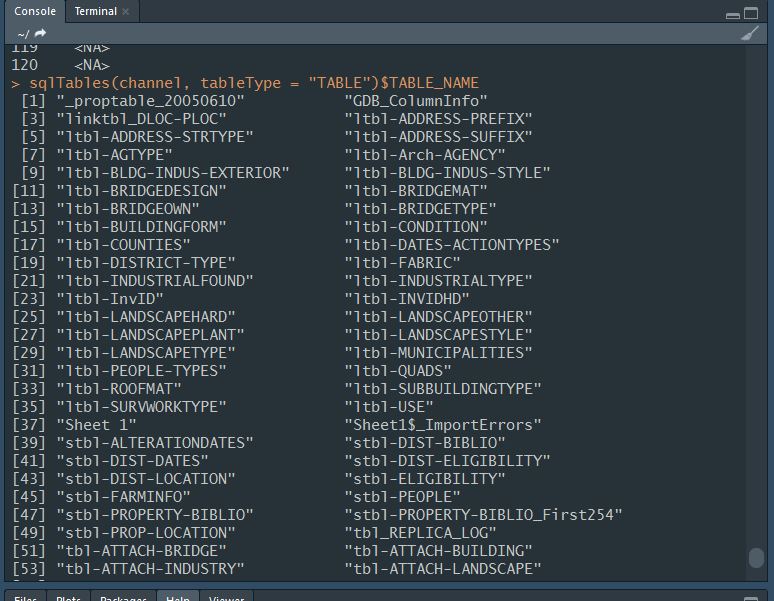 Console Terminal ×
~/
119 <NA>
120 <NA>
> sqlTables(channel, tableType = "TABLE")$TABLE_NAME
[1] "_proptable_20050610" "GDB_ColumnInfo"
[3] "linktbl_DLOC-PLOC" "ltbl-ADDRESS-PREFIX"
[5] "ltbl-ADDRESS-STRTYPE" "ltbl-ADDRESS-SUFFIX"
[7] "ltbl-AGTYPE" "ltbl-Arch-AGENCY"
[9] "ltbl-BLDG-INDUS-EXTERIOR" "ltbl-BLDG-INDUS-STYLE"
[11] "ltbl-BRIDGEDESIGN" "ltbl-BRIDGEMAT"
[13] "ltbl-BRIDGEOWN" "ltbl-BRIDGETYPE"
[15] "ltbl-BUILDINGFORM" "ltbl-CONDITION"
[17] "ltbl-COUNTIES" "ltbl-DATES-ACTIONTYPES"
[19] "ltbl-DISTRICT-TYPE" "ltbl-FABRIC"
[21] "ltbl-INDUSTRIALFOUND" "ltbl-INDUSTRIALTYPE"
[23] "ltbl-InvID" "ltbl-INVIDHD"
[25] "ltbl-LANDSCAPEHARD" "ltbl-LANDSCAPEOTHER"
[27] "ltbl-LANDSCAPEPLANT" "ltbl-LANDSCAPESTYLE"
[29] "ltbl-LANDSCAPETYPE" "ltbl-MUNICIPALITIES"
[31] "ltbl-PEOPLE-TYPES" "ltbl-QUADS"
[33] "ltbl-ROOFMAT" "ltbl-SUBBUILDINGTYPE"
[35] "ltbl-SURVWORKTYPE" "ltbl-USE"
[37] "Sheet 1" "Sheet1$_ImportErrors"
[39] "stbl-ALTERATIONDATES" "stbl-DIST-BIBLIO"
[41] "stbl-DIST-DATES" "stbl-DIST-ELIGIBILITY"
[43] "stbl-DIST-LOCATION" "stbl-ELIGIBILITY"
[45] "stbl-FARMINFO" "stbl-PEOPLE"
[47] "stbl-PROPERTY-BIBLIO" "stbl-PROPERTY-BIBLIO_First254"
[49] "stbl-PROP-LOCATION" "tbl_REPLICA_LOG"
[51] "tbl-ATTACH-BRIDGE" "tbl-ATTACH-BUILDING"
[53] "tbl-ATTACH-INDUSTRY" "tbl-ATTACH-LANDSCAPE"
Files Plots Packages Help Viewer